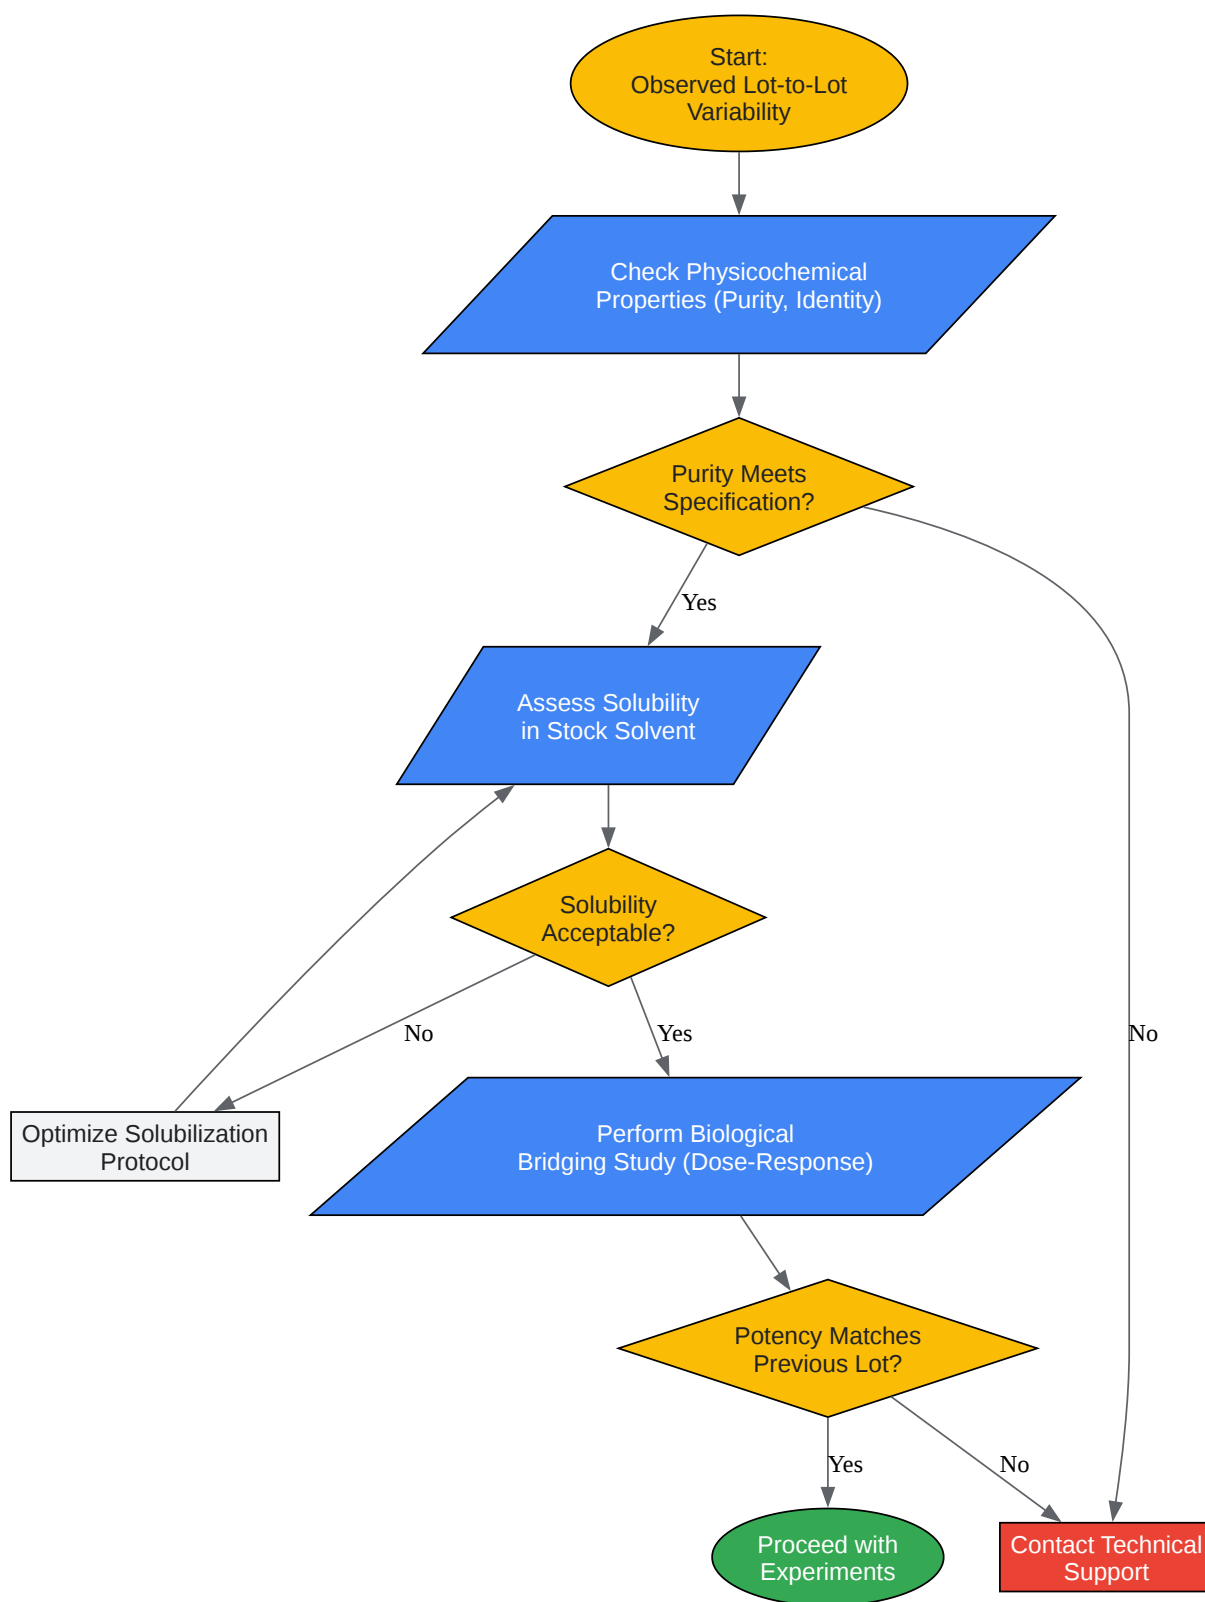 Start:
Observed Lot-to-Lot
Variability
Check Physicochemical
Properties (Purity, Identity)
Purity Meets
Specification?
Yes
Assess Solubility
in Stock Solvent
Solubility
Acceptable?
No
Yes
No
Optimize Solubilization
Protocol
Perform Biological
Bridging Study (Dose-Response)
Potency Matches
Previous Lot?
Yes
No
Proceed with
Experiments
Contact Technical
Support